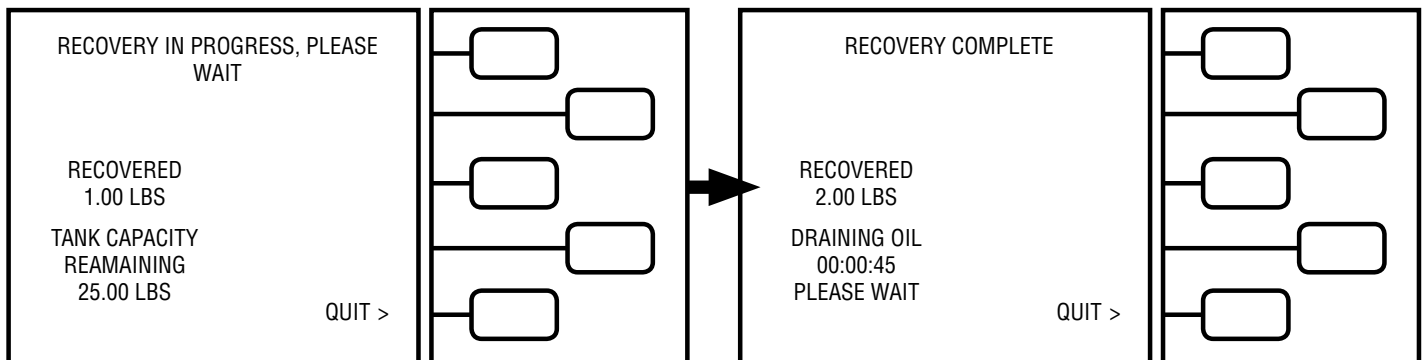 RECOVERY IN PROGRESS, PLEASE
WAIT
RECOVERED
1.00 LBS
TANK CAPACITY
REAMAINING
25.00 LBS
QUIT >
RECOVERY COMPLETE
RECOVERED
2.00 LBS
DRAINING OIL
00:00:45
PLEASE WAIT
QUIT >